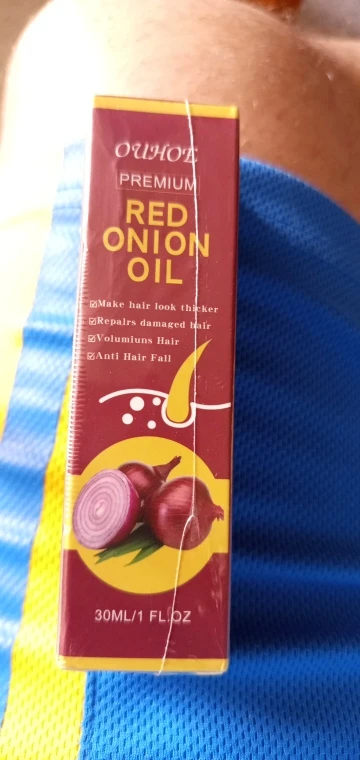 OUHOE
PREMIUM
RED
ONION
OIL
☑Make hair look thicker
☑Repairs damaged hair
☑Volumiuns Hair
☑Anti Hair Fall
30ML/1 FL.OZ